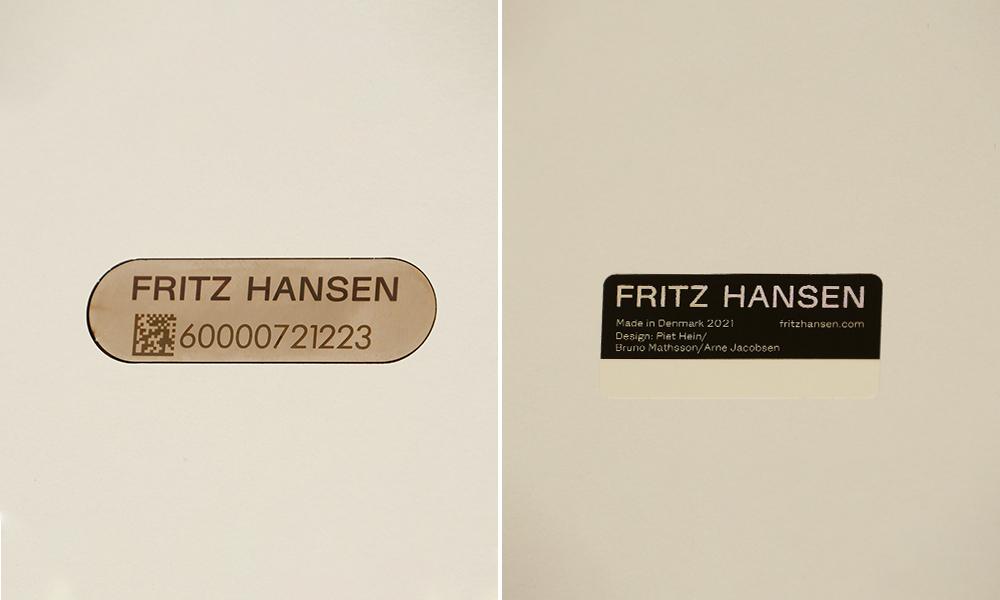 FRITZ HANSEN
60000721223
FRITZ HANSEN
Made in Denmark 2021 fritzhansen.com
Design: Piet Hein/
Bruno Mathsson/Arne Jacobsen